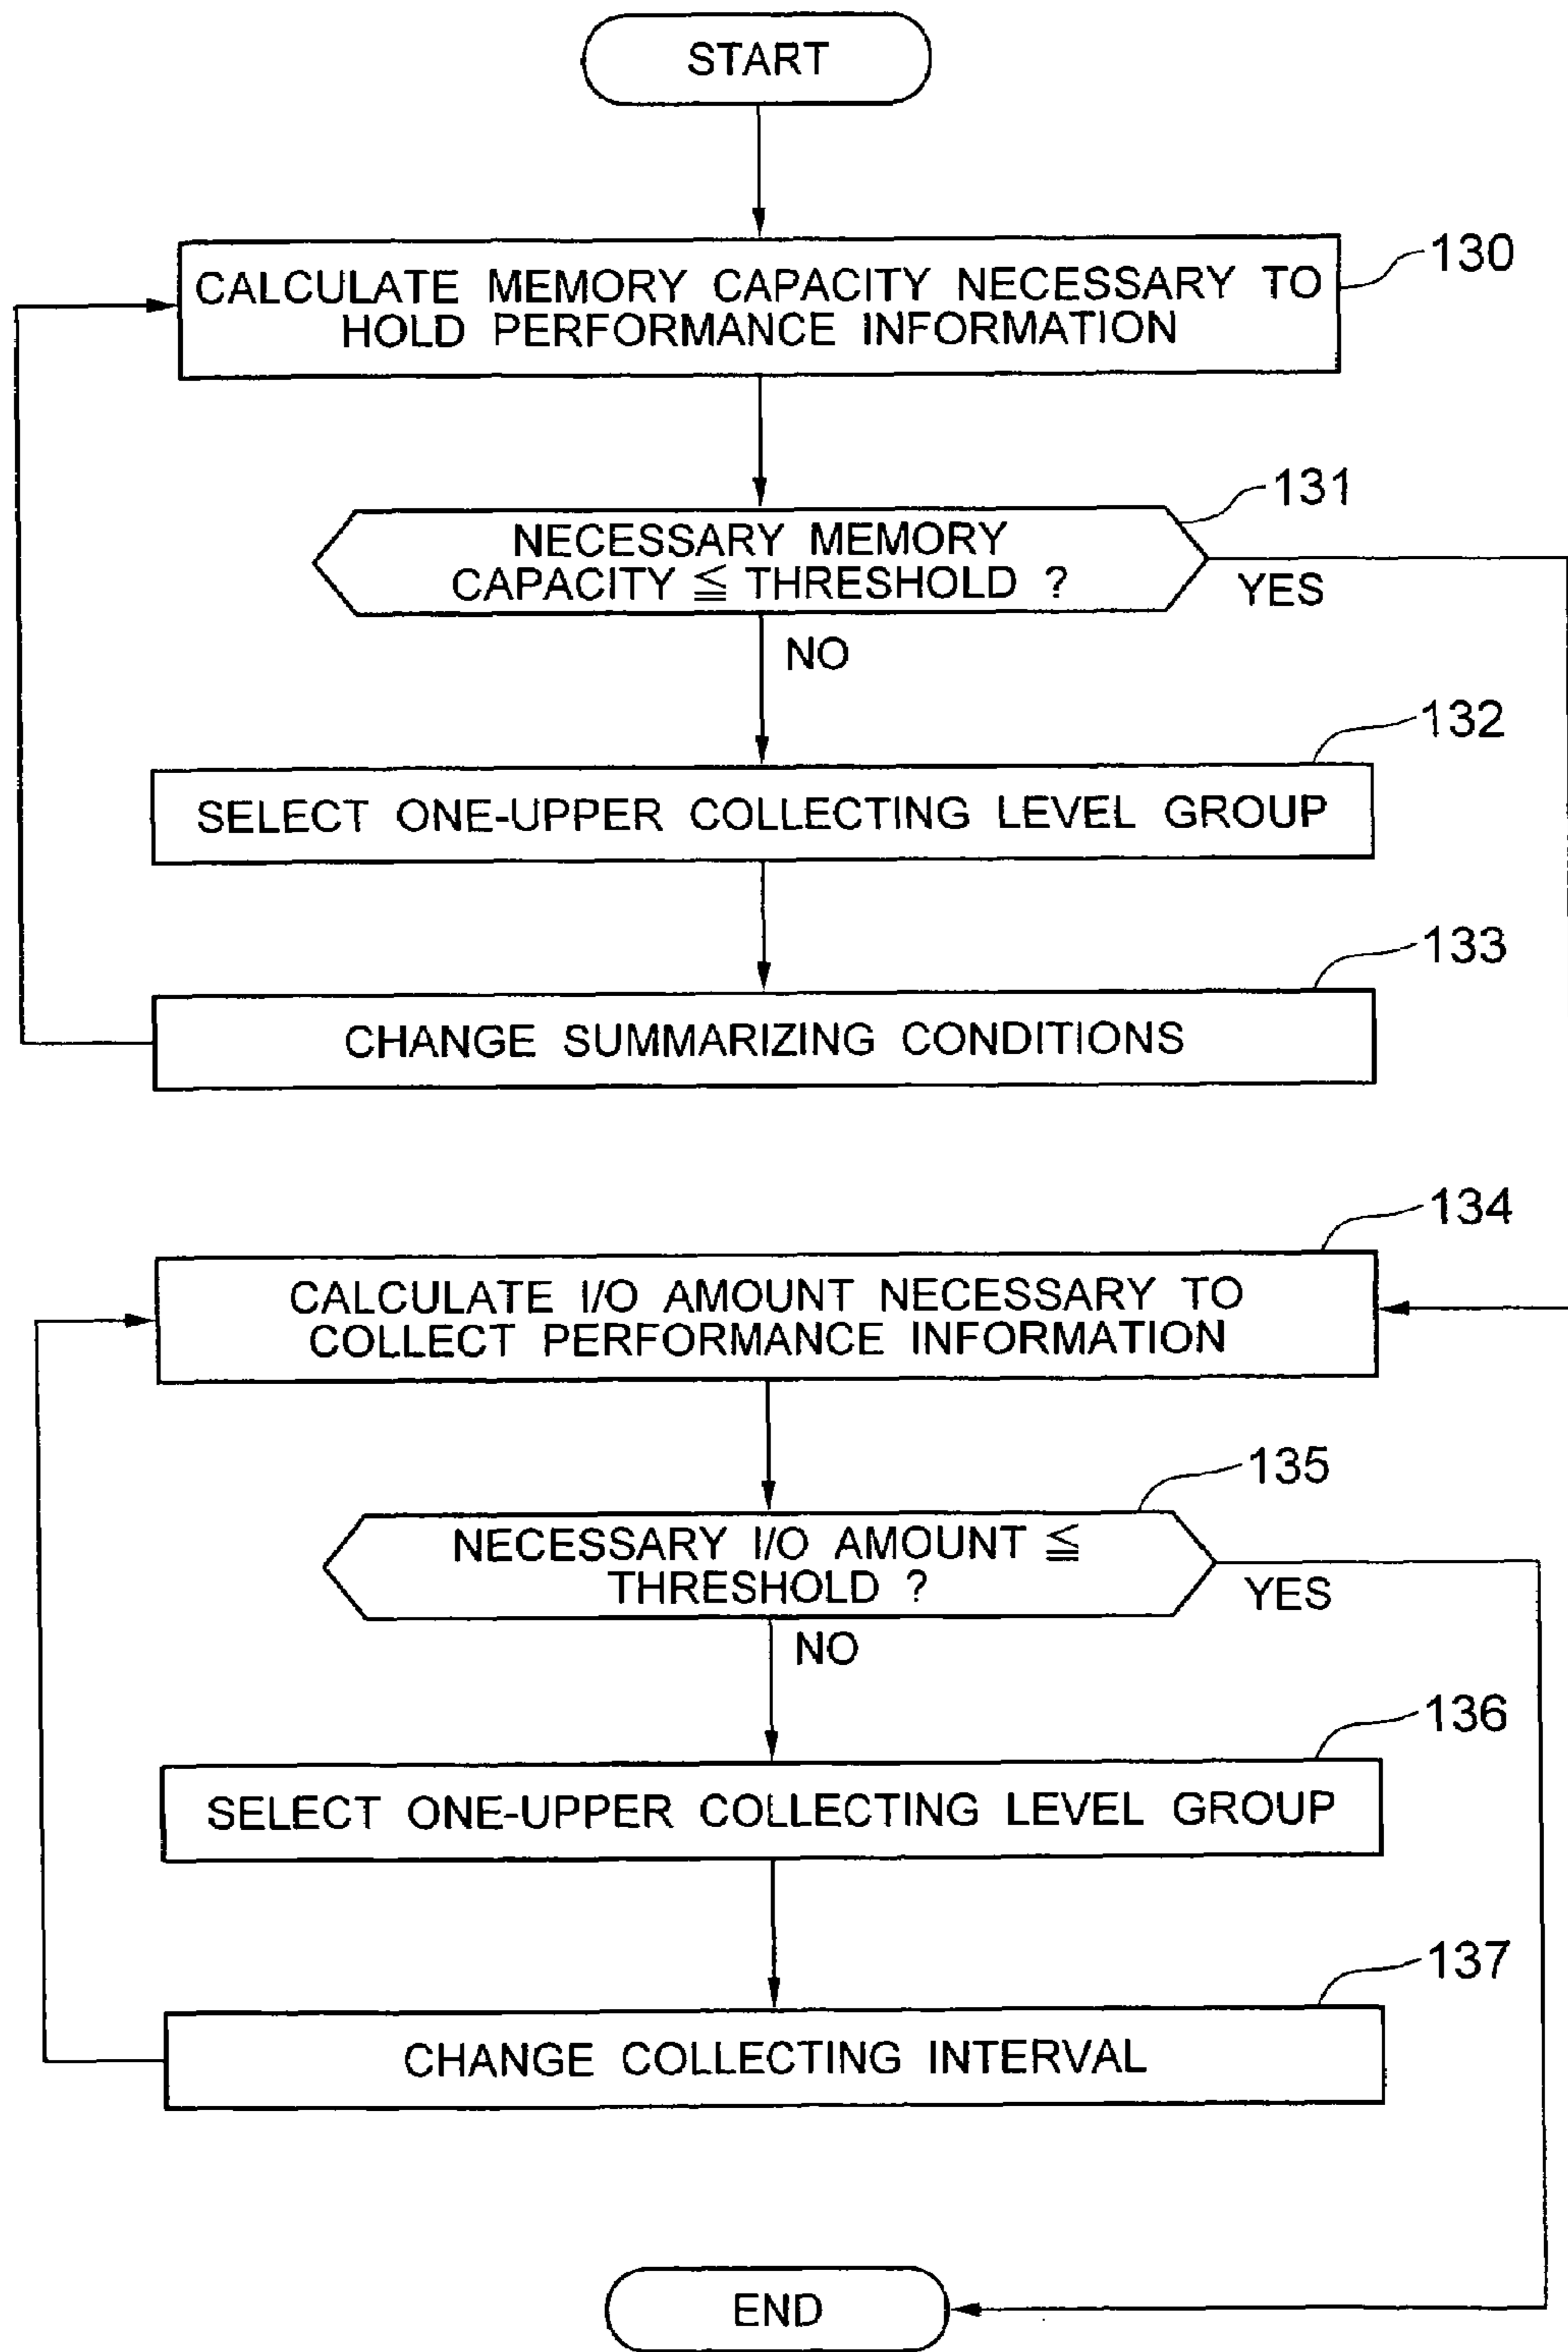 START
130
CALCULATE MEMORY CAPACITY NECESSARY TO
HOLD PERFORMANCE INFORMATION
131
NECESSARY MEMORY
CAPACITY ≦ THRESHOLD ?
YES
NO
132
SELECT ONE-UPPER COLLECTING LEVEL GROUP
133
CHANGE SUMMARIZING CONDITIONS
134
CALCULATE I/O AMOUNT NECESSARY TO
COLLECT PERFORMANCE INFORMATION
135
NECESSARY I/O AMOUNT ≦
THRESHOLD ?
YES
NO
136
SELECT ONE-UPPER COLLECTING LEVEL GROUP
137
CHANGE COLLECTING INTERVAL
END